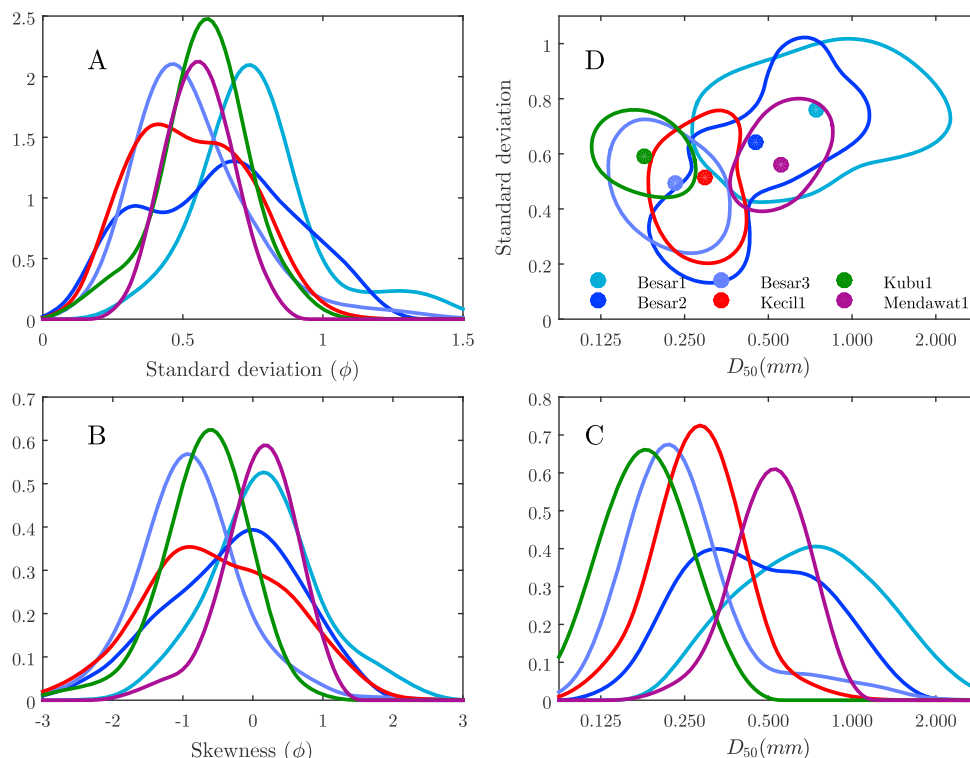 A
2.5
2
1.5
1
0.5
0
0 0.5 1 1.5
Standard deviation (ϕ)
D
Standard deviation
1
0.8
0.6
0.4
0.2
0
Besar1 Besar3 Kubu1
Besar2 Kecil1 Mendawat1
0.125 0.250 0.500 1.000 2.000
D50(mm)
B
0.7
0.6
0.5
0.4
0.3
0.2
0.1
0
-3 -2 -1 0 1 2 3
Skewness (ϕ)
C
0.8
0.7
0.6
0.5
0.4
0.3
0.2
0.1
0
0.125 0.250 0.500 1.000 2.000
D50(mm)